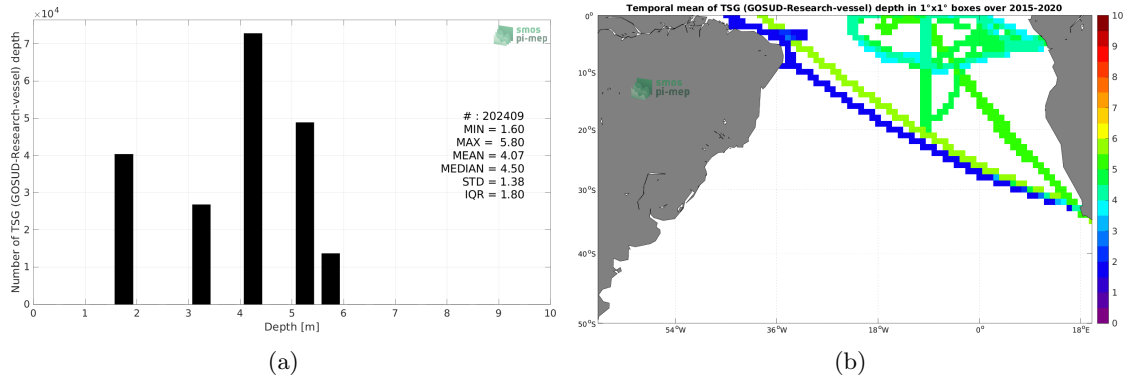 ×10⁴
7
6
5
4
3
2
1
0
Number of TSG (GOSUD-Research-vessel) depth
smos
pi-mep
# : 202409
MIN = 1.60
MAX = 5.80
MEAN = 4.07
MEDIAN = 4.50
STD = 1.38
IQR = 1.80
0 1 2 3 4 5 6 7 8 9 10
Depth [m]
(a)
Temporal mean of TSG (GOSUD-Research-vessel) depth in 1°x1° boxes over 2015-2020
0°
10°S
20°S
30°S
40°S
50°S
smos
pi-mep
54°W 36°W 18°W 0° 18°E
10
9
8
7
6
5
4
3
2
1
0
(b)